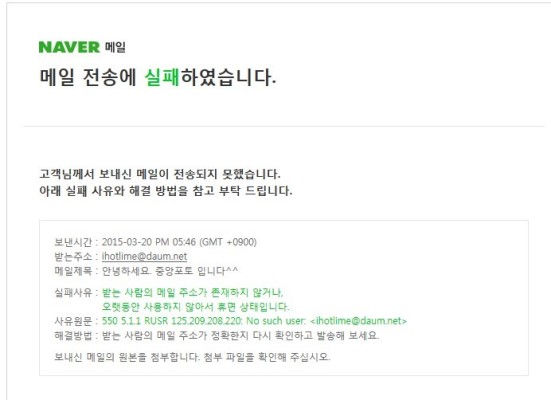 NAVER 메일
메일 전송에 실패하였습니다.
고객님께서 보내신 메일이 전송되지 못했습니다.
아래 실패 사유와 해결 방법을 참고 부탁 드립니다.
보낸시간 : 2015-03-20 PM 05:46 (GMT +0900)
받는주소 : ihotlime@daum.net
메일제목 : 안녕하세요. 중앙포토 입니다^^
실패사유 : 받는 사람의 메일 주소가 존재하지 않거나,
오랫동안 사용하지 않아서 휴면 상태입니다.
사유원문 : 550 5.1.1 RUSR 125.209.208.220: No such user: <ihotlime@daum.net>
해결방법 : 받는 사람의 메일 주소가 정확한지 다시 확인하고 발송해 보세요.
보내신 메일의 원본을 첨부합니다. 첨부 파일을 확인해 주십시오.